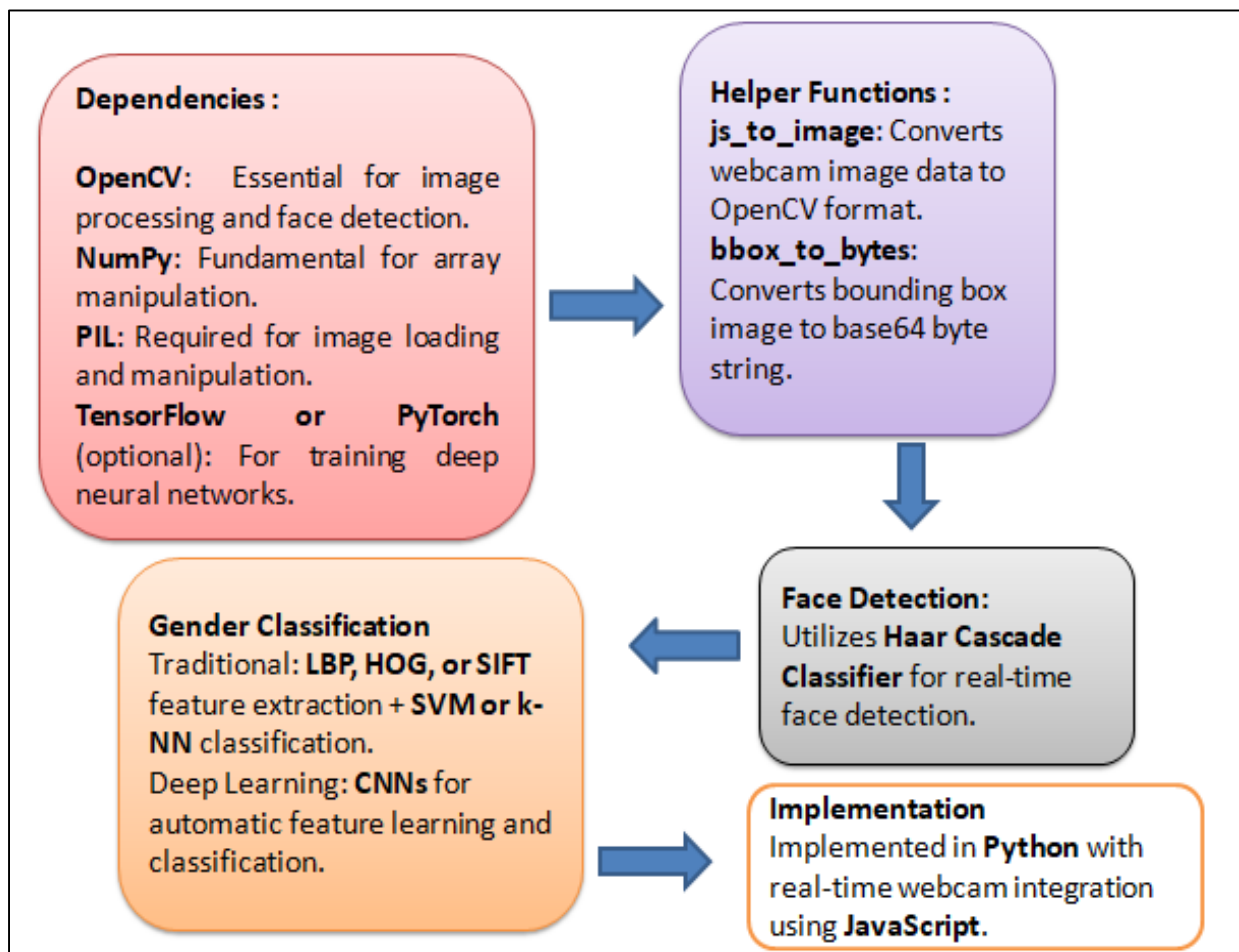 Dependencies :
OpenCV: Essential for image
processing and face detection.
NumPy: Fundamental for array
manipulation.
PIL: Required for image loading
and manipulation.
TensorFlow or PyTorch
(optional): For training deep
neural networks.
Helper Functions :
js_to_image: Converts
webcam image data to
OpenCV format.
bbox_to_bytes:
Converts bounding box
image to base64 byte
string.
Face Detection:
Utilizes Haar Cascade
Classifier for real-time
face detection.
Gender Classification
Traditional: LBP, HOG, or SIFT
feature extraction + SVM or k-
NN classification.
Deep Learning: CNNs for
automatic feature learning and
classification.
Implementation
Implemented in Python with
real-time webcam integration
using JavaScript.